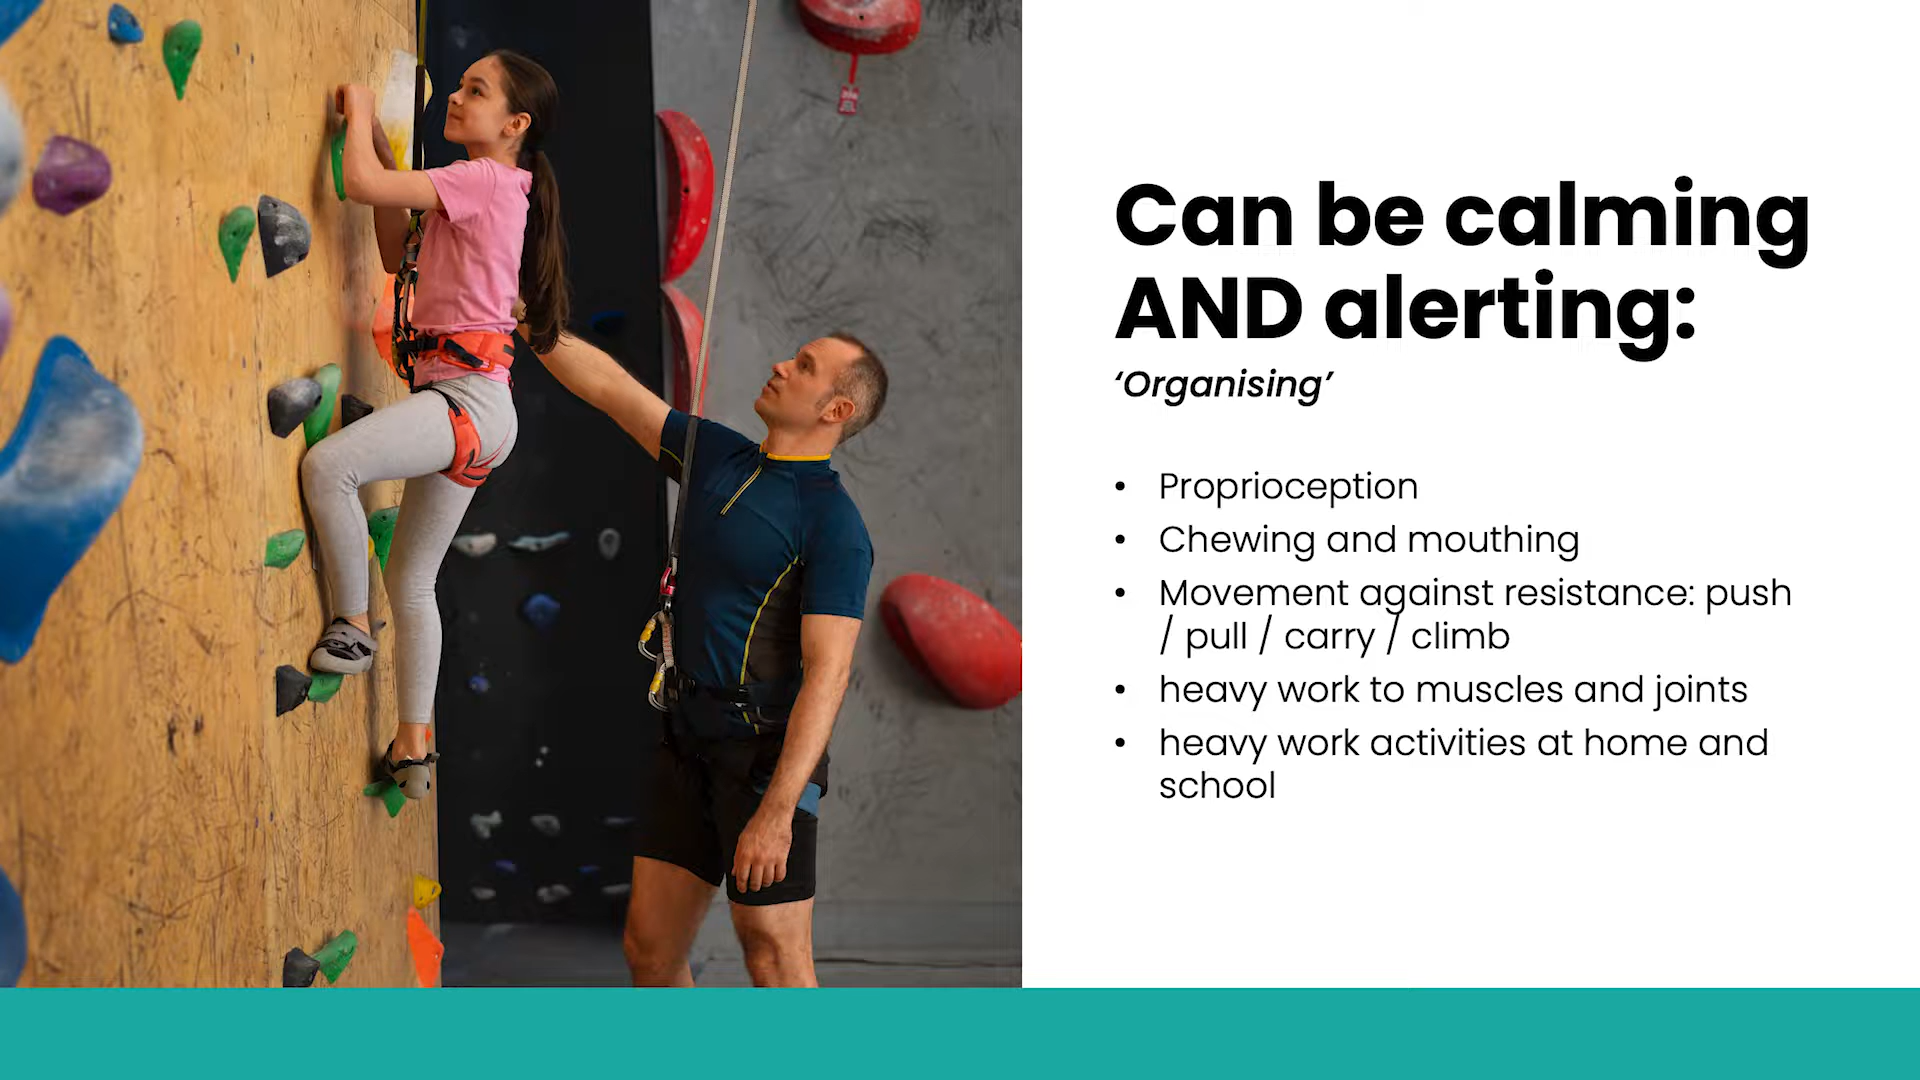 Can be calming
AND alerting:
‘Organising’
• Proprioception
• Chewing and mouthing
• Movement against resistance: push
/ pull / carry / climb
• heavy work to muscles and joints
• heavy work activities at home and
school